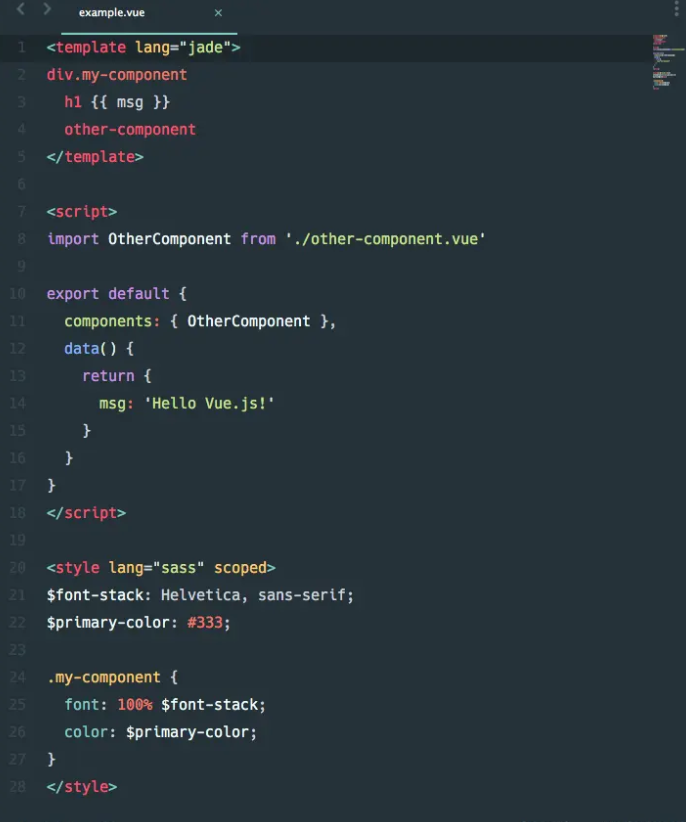 example.vue ×
1 <template lang="jade">
2 div.my-component
3   h1 {{ msg }}
4   other-component
5 </template>
6
7 <script>
8 import OtherComponent from './other-component.vue'
9
10 export default {
11   components: { OtherComponent },
12   data() {
13     return {
14       msg: 'Hello Vue.js!'
15     }
16   }
17 }
18 </script>
19
20 <style lang="sass" scoped>
21 $font-stack: Helvetica, sans-serif;
22 $primary-color: #333;
23
24 .my-component {
25   font: 100% $font-stack;
26   color: $primary-color;
27 }
28 </style>